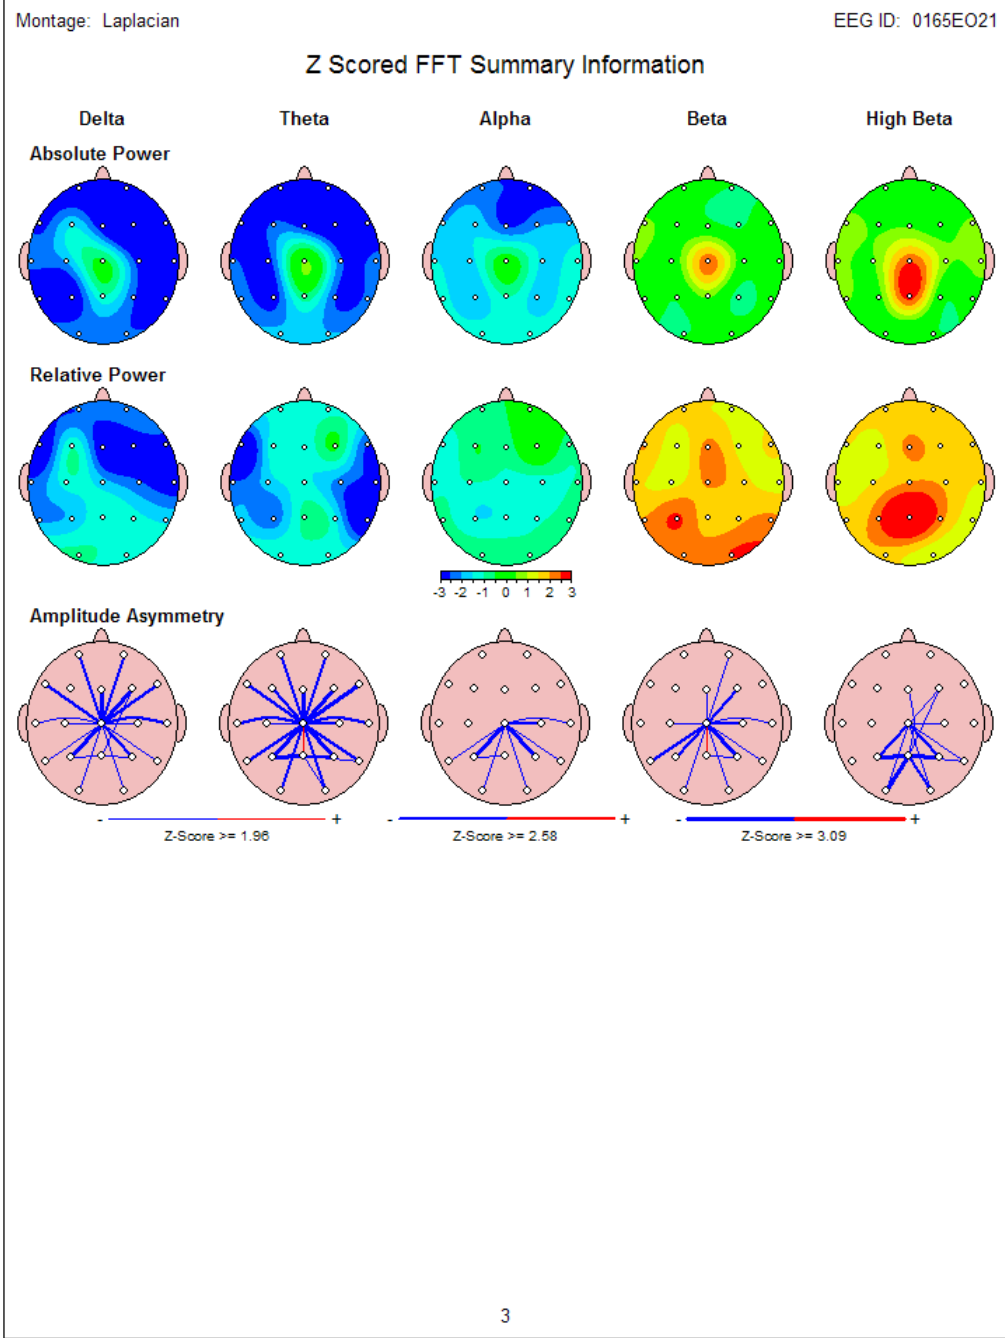 Montage: Laplacian EEG ID: 0165EO21
Z Scored FFT Summary Information
Delta Theta Alpha Beta High Beta
Absolute Power
Relative Power
-3 -2 -1 0 1 2 3
Amplitude Asymmetry
- + - + - +
Z-Score >= 1.96 Z-Score >= 2.58 Z-Score >= 3.09
3